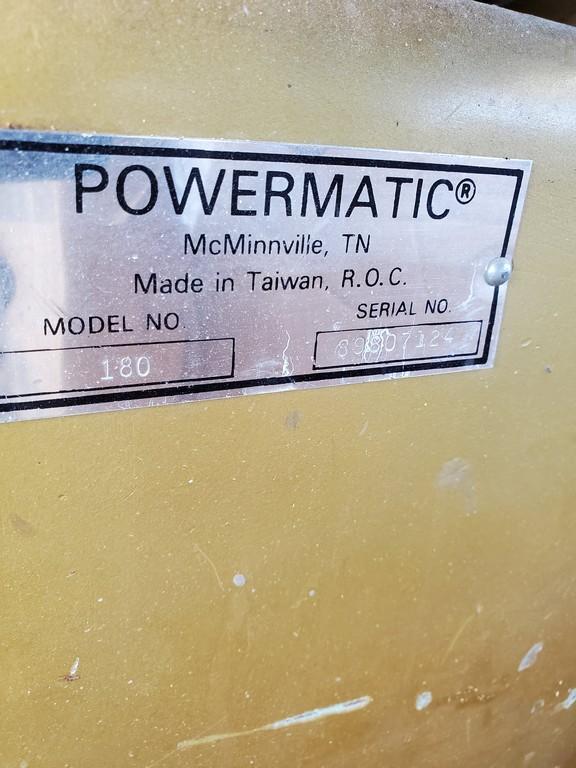 POWERMATIC®
McMinnville, TN
Made in Taiwan, R.O.C.
MODEL NO.
SERIAL NO.
180